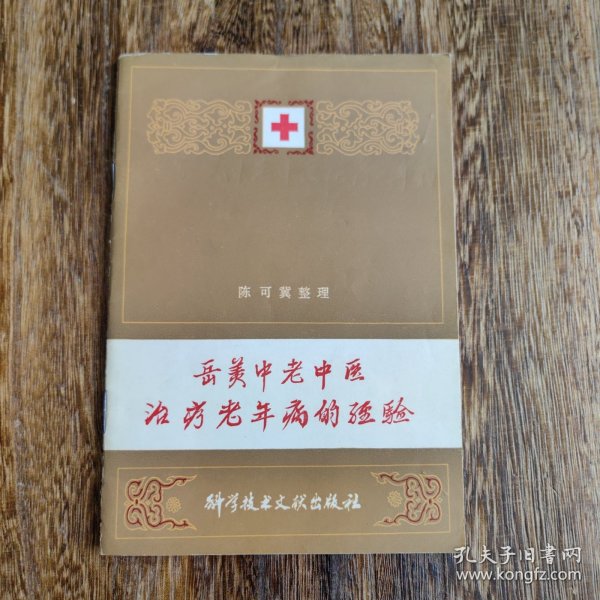 陈可冀整理
岳美中老中医
治疗老年病的经验
科学技术文献出版社
孔夫子旧书网
www.kongfz.com